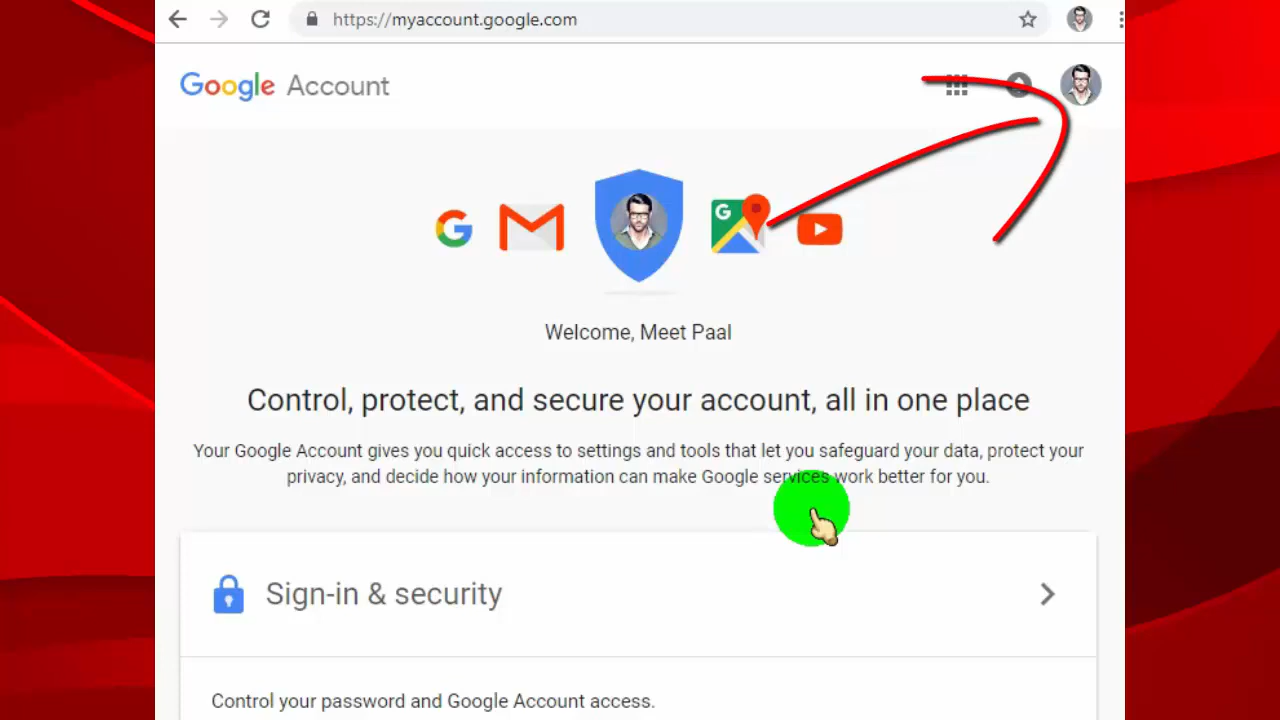 https://myaccount.google.com
Google Account
G
Welcome, Meet Paal
Control, protect, and secure your account, all in one place
Your Google Account gives you quick access to settings and tools that let you safeguard your data, protect your
privacy, and decide how your information can make Google services work better for you.
Sign-in & security
Control your password and Google Account access.